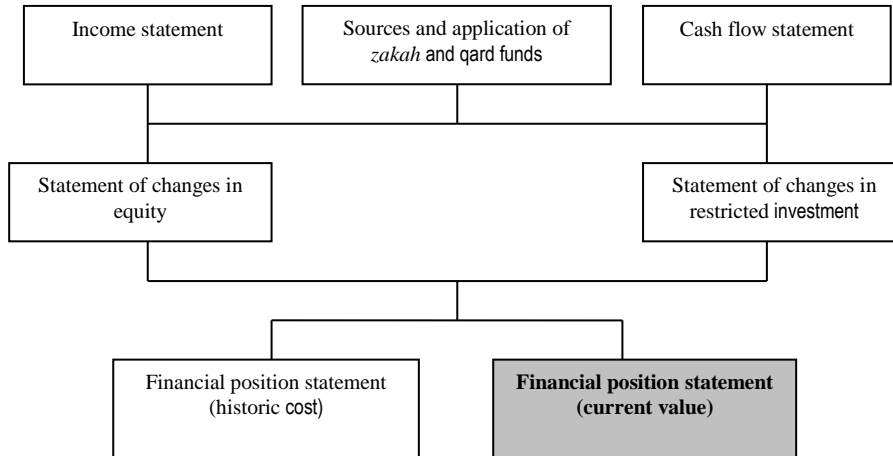 Income statement
Sources and application of
zakah and qard funds
Cash flow statement
Statement of changes in
equity
Statement of changes in
restricted investment
Financial position statement
(historic cost)
Financial position statement
(current value)